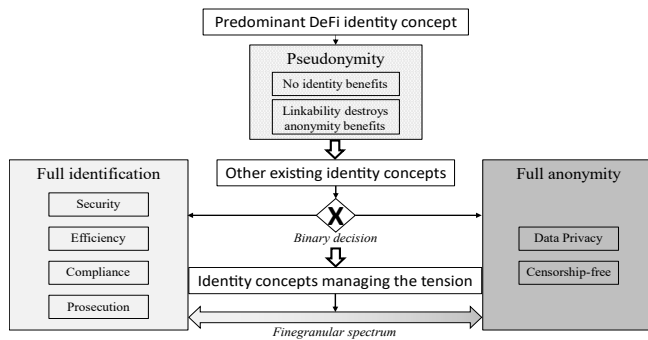 Predominant DeFi identity concept
Pseudonymity
No identity benefits
Linkability destroys
anonymity benefits
Full identification
Security
Efficiency
Compliance
Prosecution
Other existing identity concepts
X
Binary decision
Identity concepts managing the tension
Finegranular spectrum
Full anonymity
Data Privacy
Censorship-free